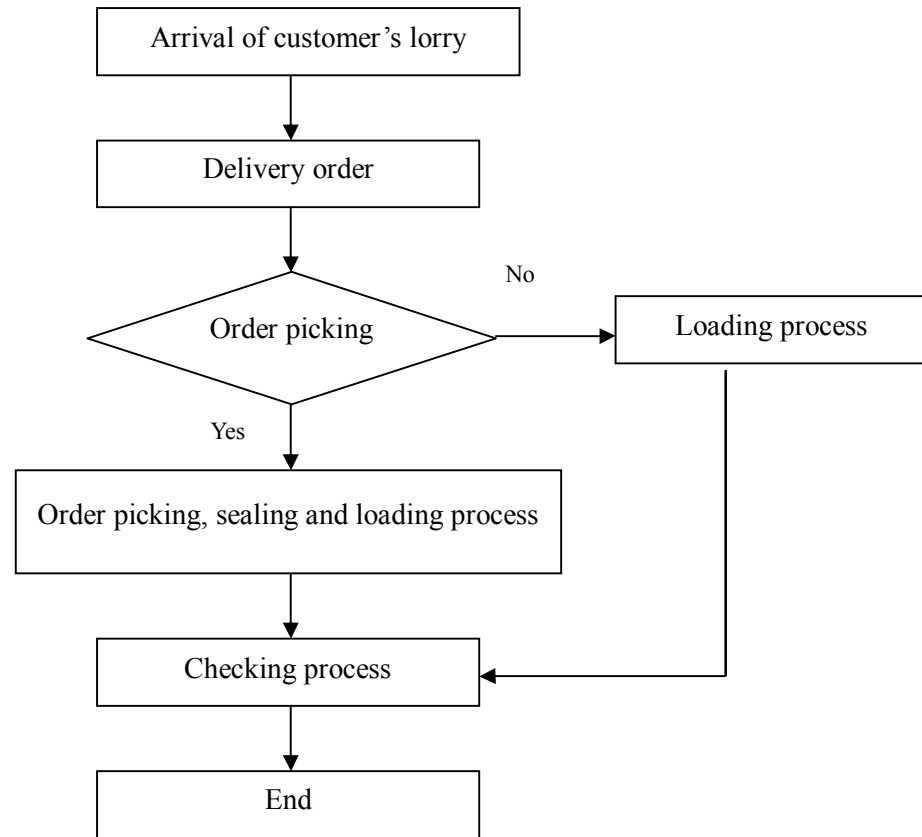 Arrival of customer’s lorry
Delivery order
No
Order picking
Loading process
Yes
Order picking, sealing and loading process
Checking process
End